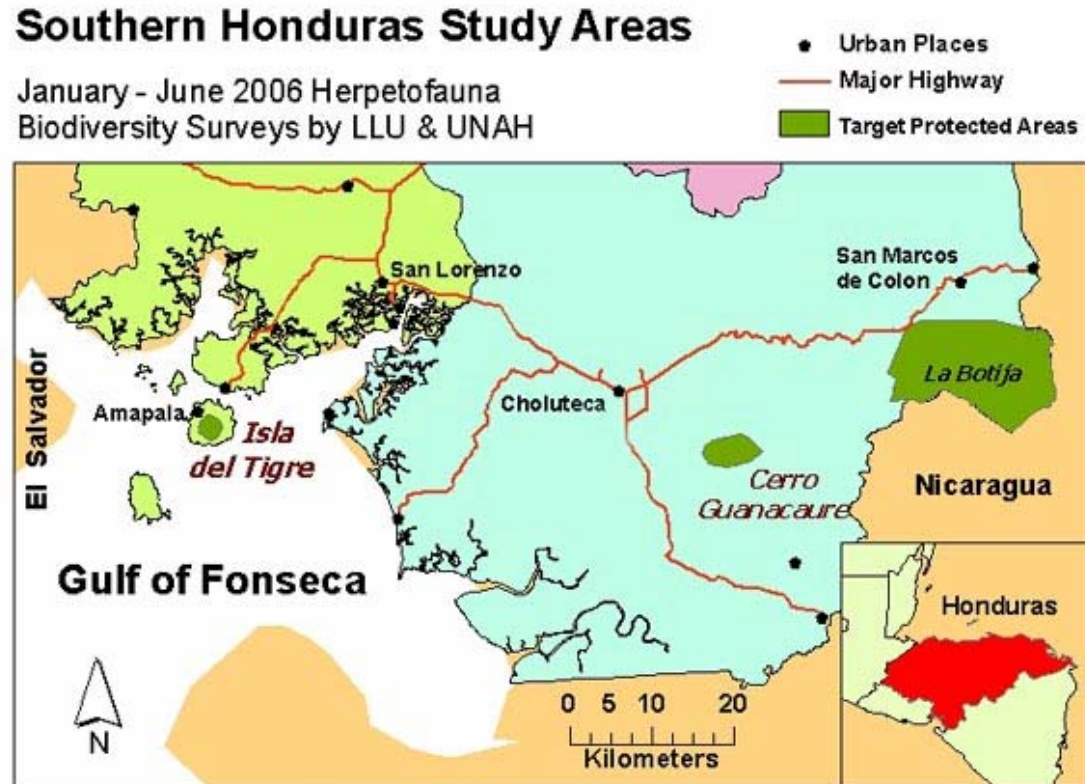 Southern Honduras Study Areas
January - June 2006 Herpetofauna
Biodiversity Surveys by LLU & UNAH
Urban Places
Major Highway
Target Protected Areas
San Lorenzo
San Marcos
de Colon
La Botija
Choluteca
Amapala
Isla
del Tigre
El Salvador
Cerro
Guanacaure
Nicaragua
Gulf of Fonseca
Honduras
N
0 5 10 20
Kilometers